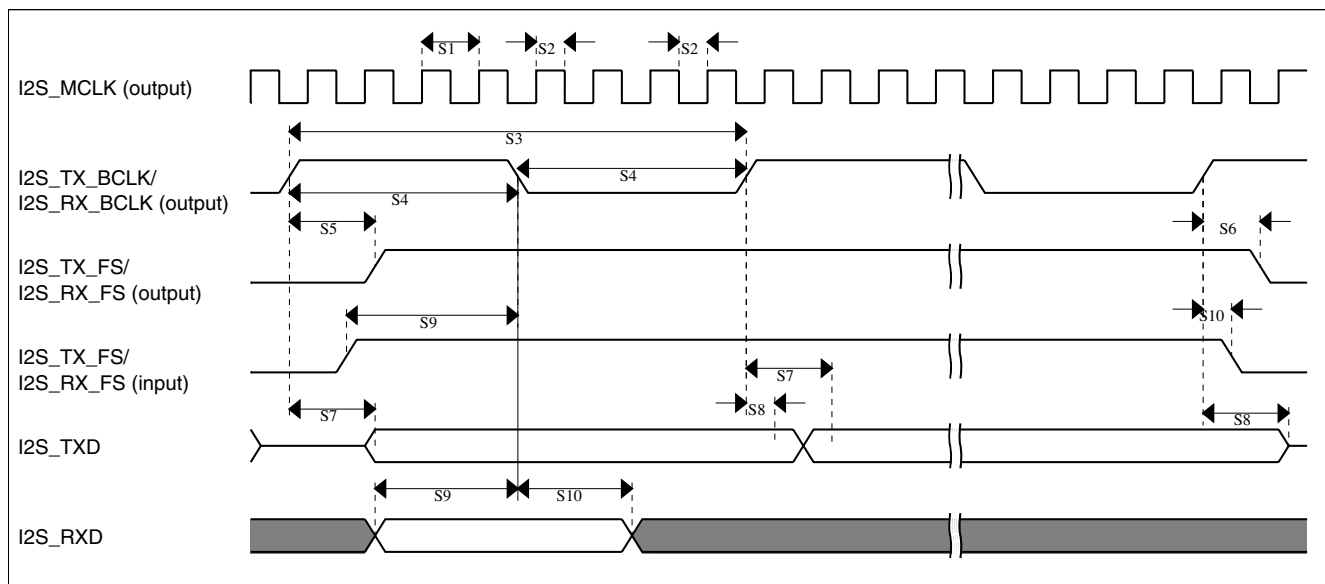 S1
S2
S2
I2S_MCLK (output)
S3
I2S_TX_BCLK/
I2S_RX_BCLK (output)
S4
S4
S5
S6
I2S_TX_FS/
I2S_RX_FS (output)
S9
S10
I2S_TX_FS/
I2S_RX_FS (input)
S7
S7
S8
S8
I2S_TXD
S9
S10
I2S_RXD